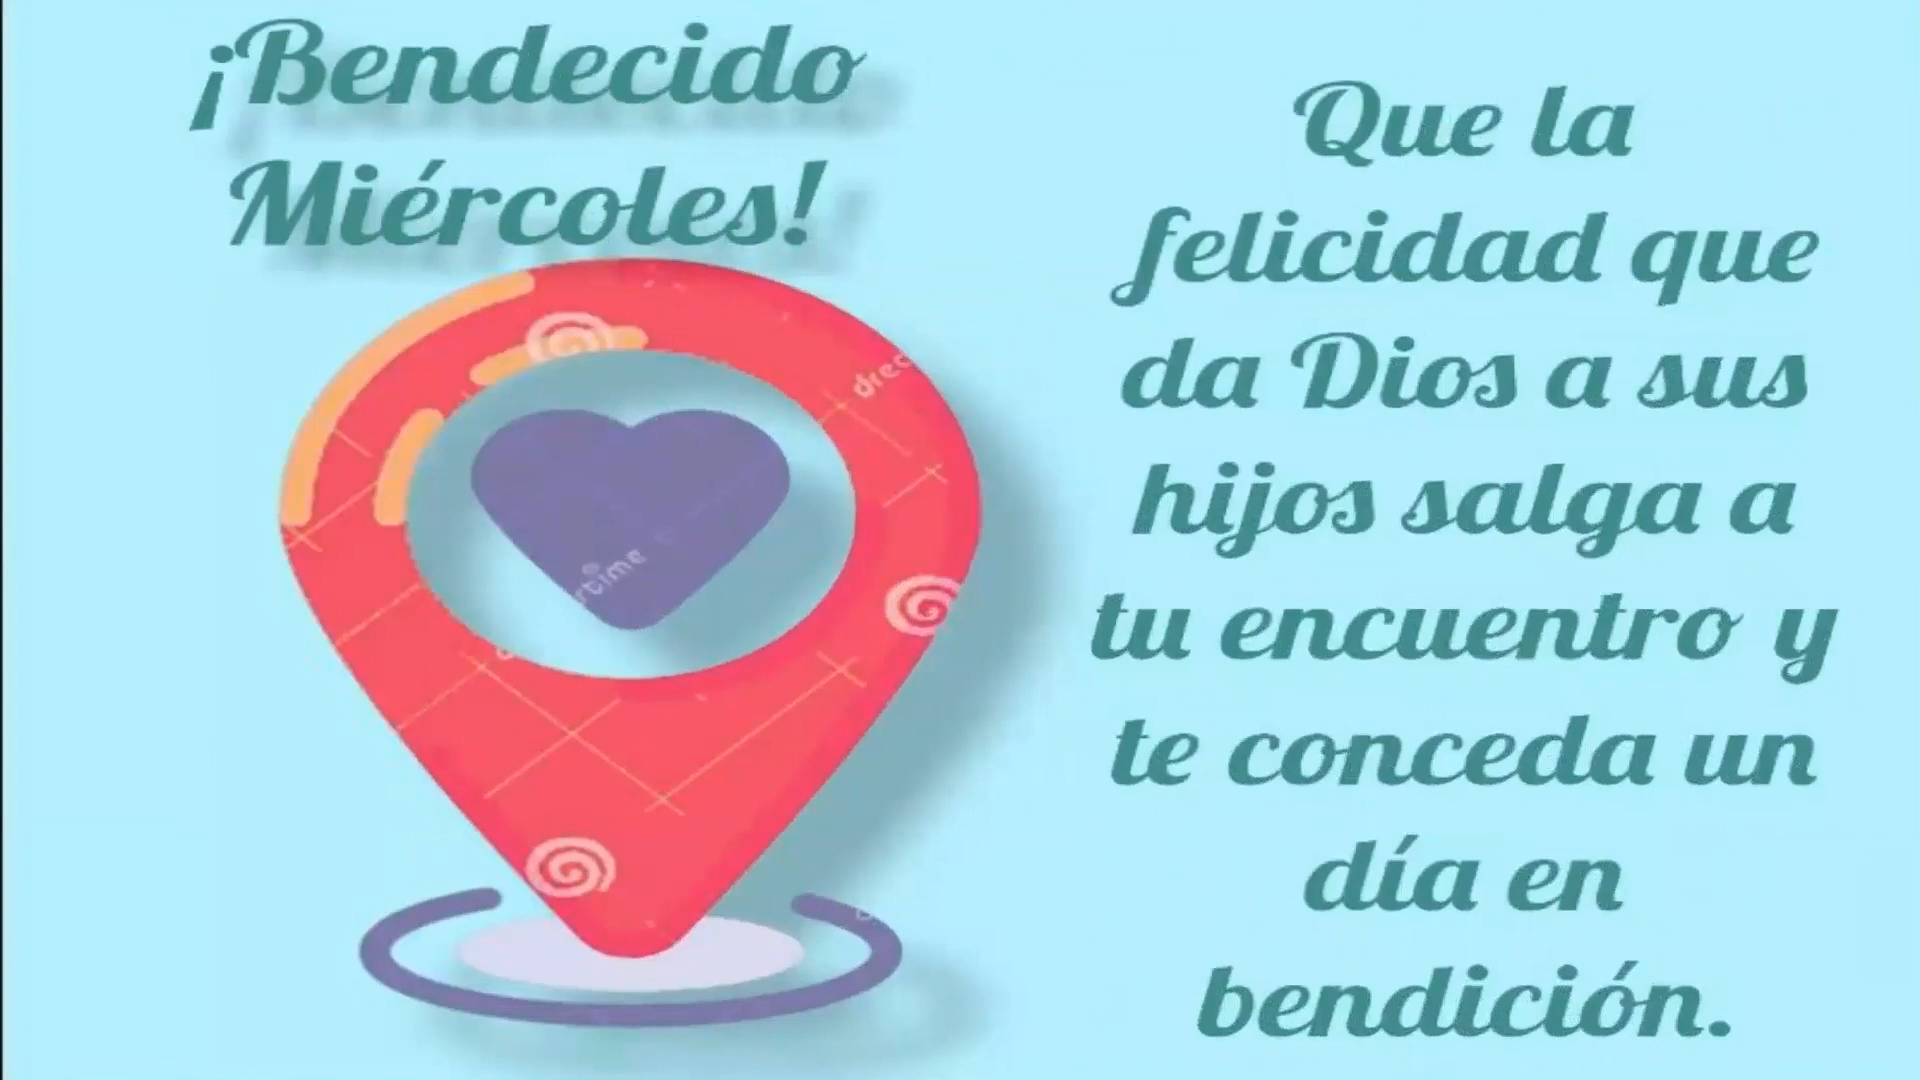 ¡Bendecido
Miércoles!
Que la
felicidad que
da Dios a sus
hijos salga a
tu encuentro y
te conceda un
día en
bendición.